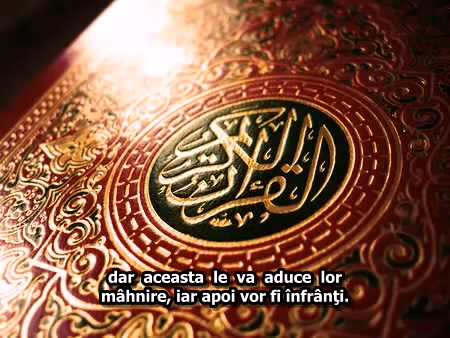 القرآن الكريم
dar aceasta le va aduce lor
mâhnire, iar apoi vor fi înfrânţi.